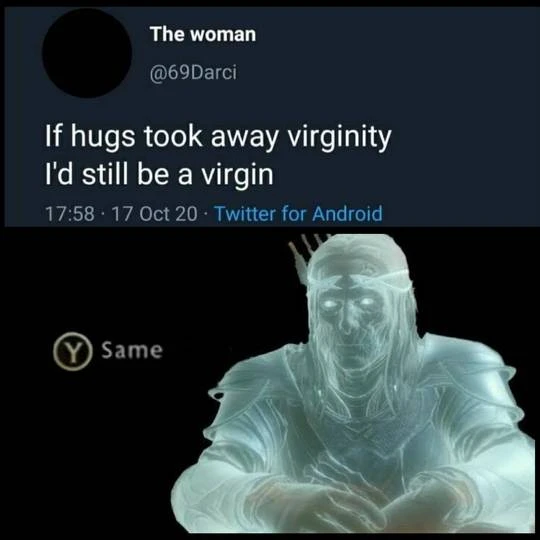 The woman
@69Darci
If hugs took away virginity
I'd still be a virgin
17:58 · 17 Oct 20 · Twitter for Android
Y Same